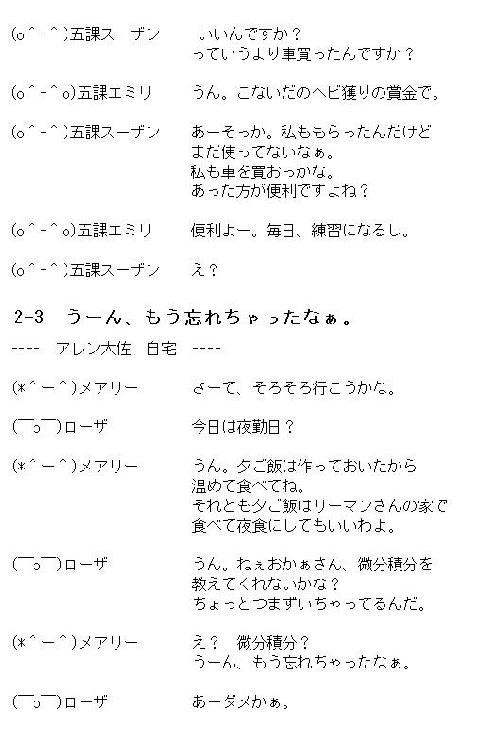 (o＾-＾)五課スーザン　いいんですか？
っていうより車買ったんですか？
(o＾-＾o)五課エミリ　うん。こないだのヘビ獲りの賞金で。
(o＾-＾)五課スーザン　あーそっか。私ももらったんだけど
まだ使ってないなぁ。
私も車を買おっかな。
あった方が便利ですよね？
(o＾-＾o)五課エミリ　便利よー。毎日、練習になるし。
(o＾-＾)五課スーザン　え？
2-3　うーん、もう忘れちゃったなぁ。
----　アレン大佐　自宅　----
(*＾ー＾)メアリー　さーて、そろそろ行こうかな。
(￣o￣)ローザ　今日は夜勤日？
(*＾ー＾)メアリー　うん。夕ご飯は作っておいたから
温めて食べてね。
それとも夕ご飯はリーマンさんの家で
食べて夜食にしてもいいわよ。
(￣o￣)ローザ　うん。ねぇおかぁさん、微分積分を
教えてくれないかな？
ちょっとつまずいちゃってるんだ。
(*＾ー＾)メアリー　え？　微分積分？
うーん、もう忘れちゃったなぁ。
(￣o￣)ローザ　あーダメかぁ。